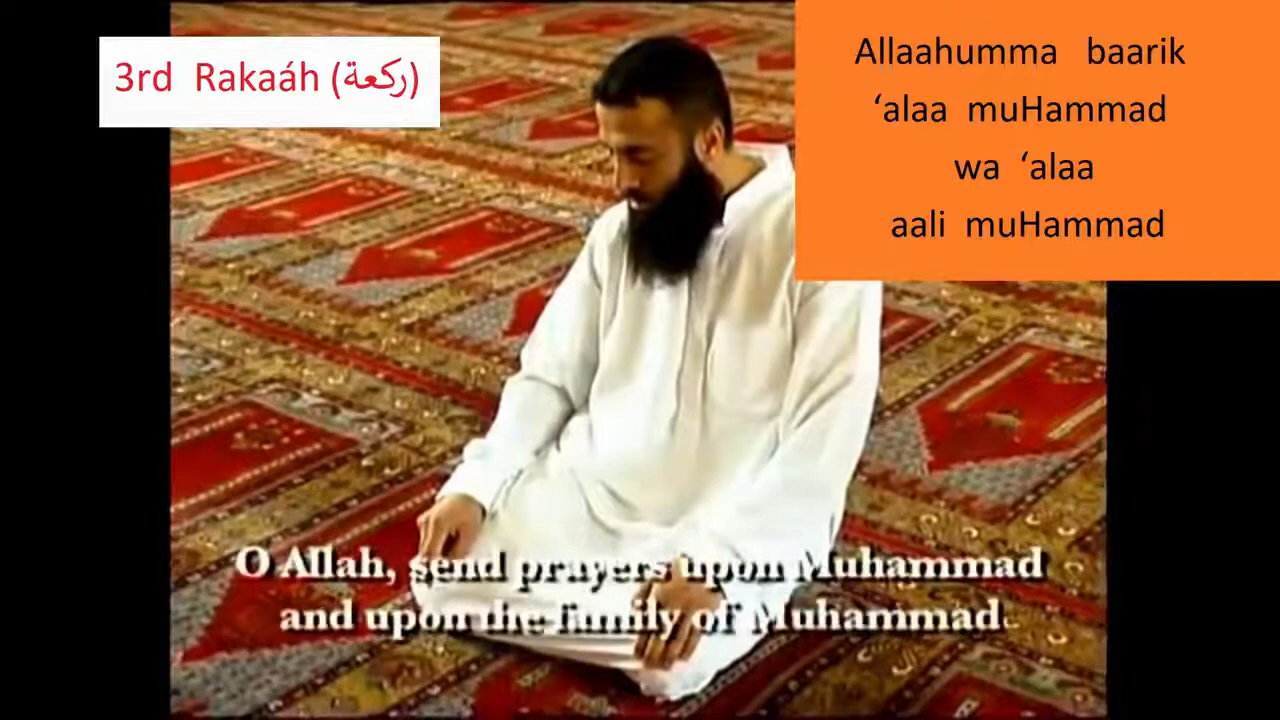 3rd Rakaáh (ركعة)
Allaahumma baarik
‘alaa muHammad
wa ‘alaa
aali muHammad
O Allah, send prayers upon Muhammad
and upon the family of Muhammad.